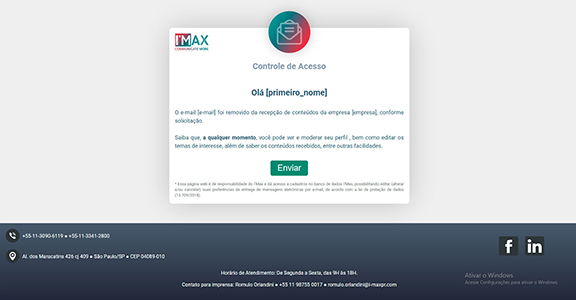 I'MAX
COMMUNICATE MORE
Controle de Acesso
Olá [primeiro_nome]
O e-mail [e-mail] foi removido da recepção de conteúdos da empresa [empresa], conforme
solicitação.
Saiba que, a qualquer momento, você pode ver e moderar seu perfil , bem como editar os
temas de interesse, além de saber os conteúdos recebidos, entre outras facilidades.
Enviar
* Essa página web é de responsabilidade do I'Max e dá acesso a cadastros no banco de dados I'Max, possibilitando editar (alterar
e/ou cancelar) suas preferências de entrega de mensagens eletrônicas por e-mail, de acordo com a lei de proteção de dados
(13.709/2018).
+55-11-3090-6119 ● +55-11-3341-2800
Al. dos Maracatins 426 cj 409 ● São Paulo/SP ● CEP 04089-010
Horário de Atendimento: De Segunda a Sexta, das 9H às 18H.
Contato para imprensa: Romulo Orlandini ● +55 11 98755 0017 ● romulo.orlandini@i-maxpr.com
f in
Ativar o Windows
Acesse Configurações para ativar o Windows.